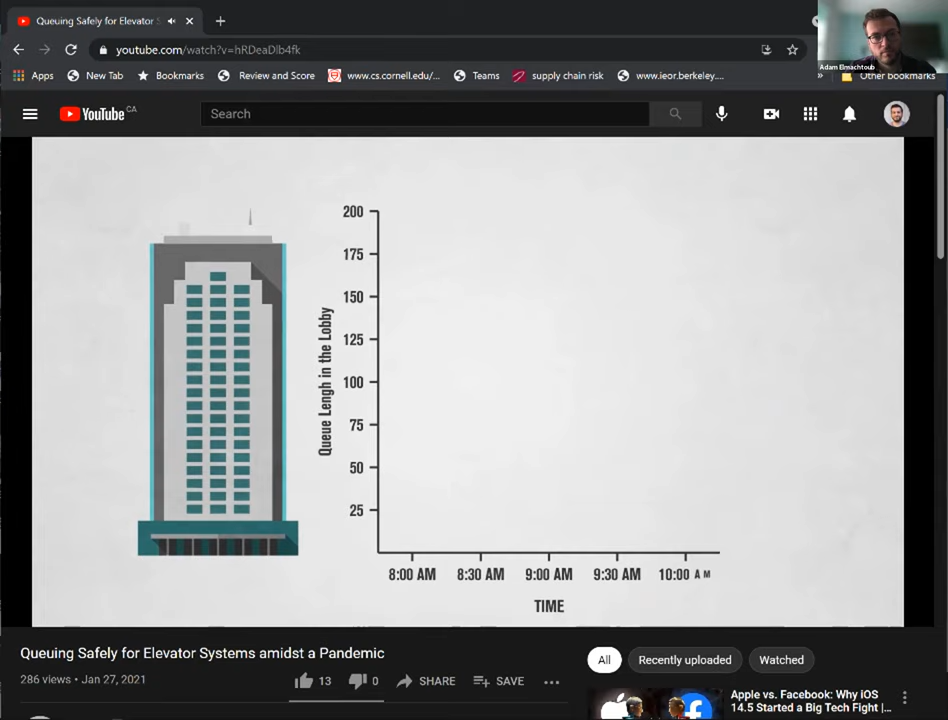 Queuing Safely for Elevator S
youtube.com/watch?v=hRDeaDlb4fk
Adam Elmachtoub
Apps New Tab Bookmarks Review and Score www.cs.cornell.edu/... Teams supply chain risk www.ieor.berkeley.... » Other bookmarks
YouTube CA
Search
200
175
150
125
100
75
50
25
Queue Lengh in the Lobby
8:00 AM 8:30 AM 9:00 AM 9:30 AM 10:00 A M
TIME
Queuing Safely for Elevator Systems amidst a Pandemic
286 views • Jan 27, 2021
13 0 SHARE SAVE
All Recently uploaded Watched
Apple vs. Facebook: Why iOS
14.5 Started a Big Tech Fight |...